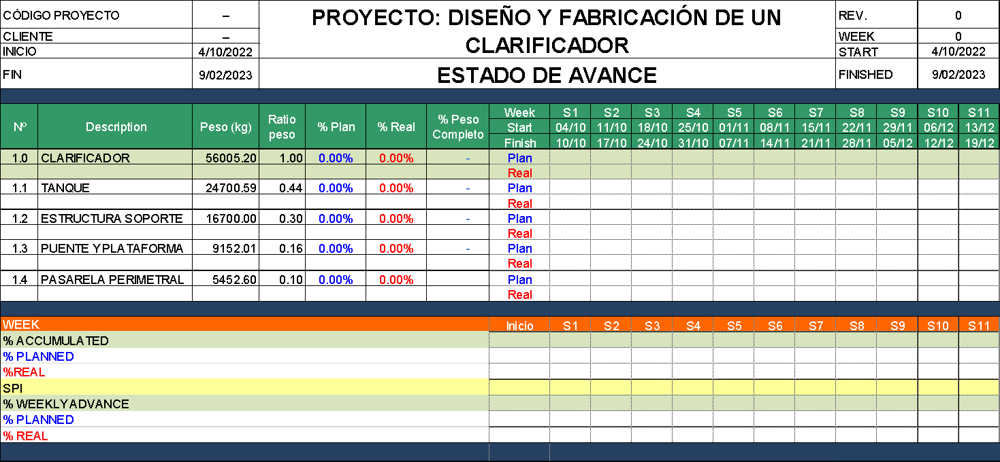 CÓDIGO PROYECTO – PROYECTO: DISEÑO Y FABRICACIÓN DE UN CLARIFICADOR REV. 0
CLIENTE – WEEK 0
INICIO 4/10/2022 START 4/10/2022
FIN 9/02/2023 ESTADO DE AVANCE FINISHED 9/02/2023
Nº Description Peso (kg) Ratio peso % Plan % Real % Peso Completo
Week S1 S2 S3 S4 S5 S6 S7 S8 S9 S10 S11
Start 04/10 11/10 18/10 25/10 01/11 08/11 15/11 22/11 29/11 06/12 13/12
Finish 10/10 17/10 24/10 31/10 07/11 14/11 21/11 28/11 05/12 12/12 19/12
1.0 CLARIFICADOR 56005.20 1.00 0.00% 0.00% - Plan
Real
1.1 TANQUE 24700.59 0.44 0.00% 0.00% - Plan
Real
1.2 ESTRUCTURA SOPORTE 16700.00 0.30 0.00% 0.00% - Plan
Real
1.3 PUENTE Y PLATAFORMA 9152.01 0.16 0.00% 0.00% - Plan
Real
1.4 PASARELA PERIMETRAL 5452.60 0.10 0.00% 0.00% Plan
Real
WEEK Inicio S1 S2 S3 S4 S5 S6 S7 S8 S9 S10 S11
% ACCUMULATED
% PLANNED
%REAL
SPI
% WEEKLY ADVANCE
% PLANNED
% REAL